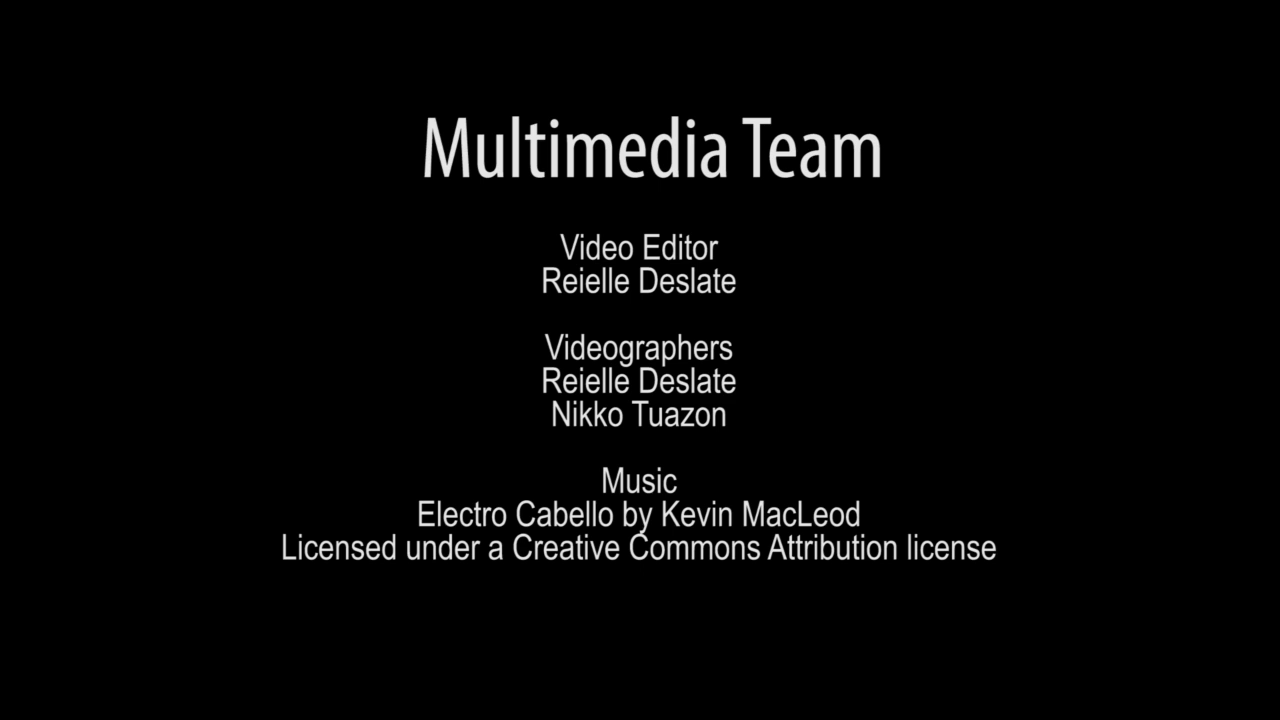 Multimedia Team
Video Editor
Reielle Deslate
Videographers
Reielle Deslate
Nikko Tuazon
Music
Electro Cabello by Kevin MacLeod
Licensed under a Creative Commons Attribution license